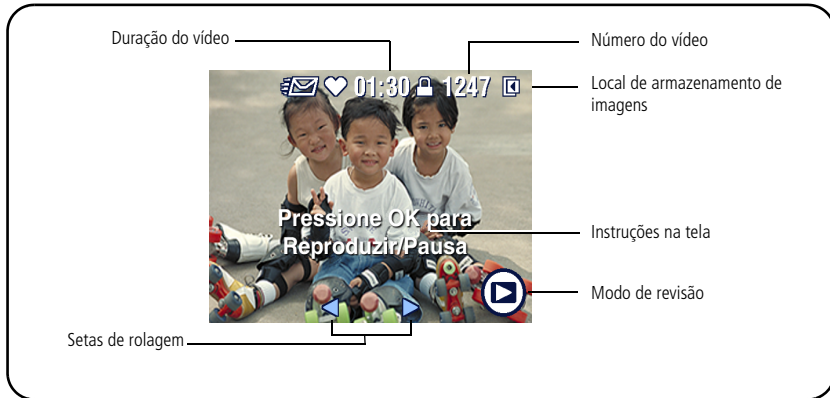 Duração do vídeo
Número do vídeo
01:30
1247
Local de armazenamento de
imagens
Pressione OK para
Reproduzir/Pausa
Instruções na tela
Modo de revisão
Setas de rolagem